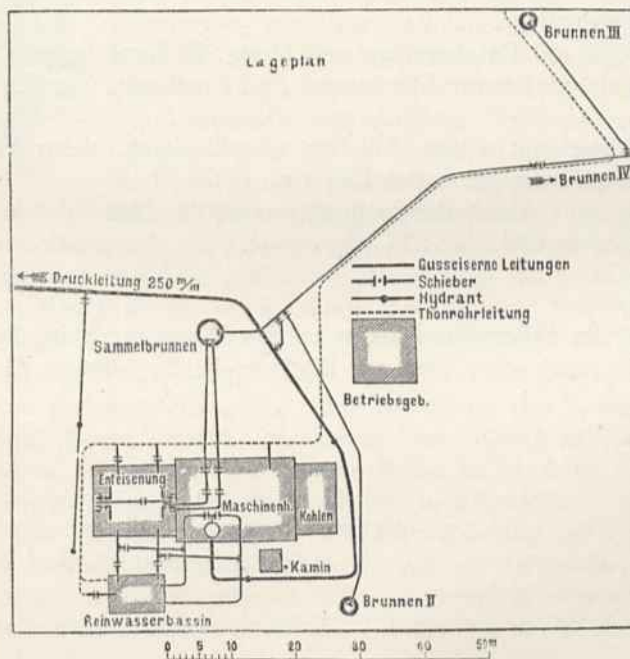 Lageplan
Brunnen III
Brunnen IV
Druckleitung 250 m/m
Gusseiserne Leitungen
Schieber
Hydrant
Thonrohrleitung
Sammelbrunnen
Betriebsgeb.
Enteisenung
Maschinenh.
Kohlen
Kamin
Brunnen II
Reinwasserbassin
0 5 10 20 30 40 50m